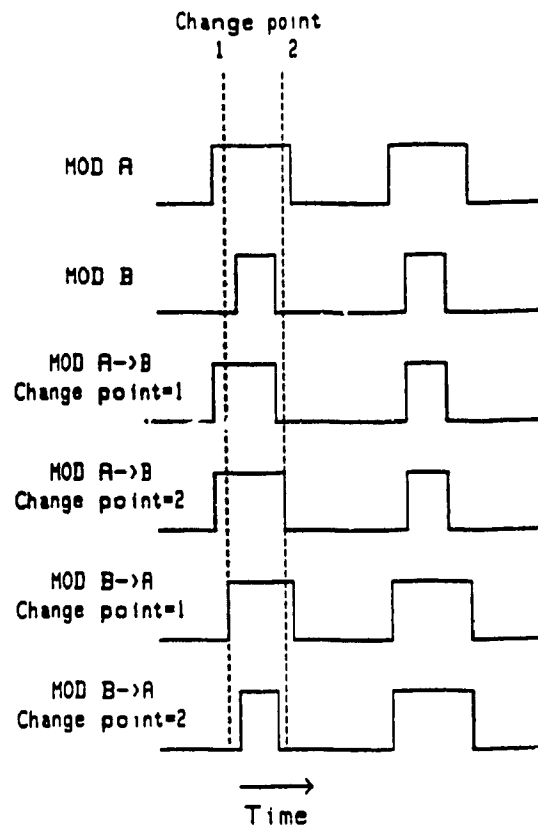 Change point
1 2
MOD A
MOD B
MOD A->B
Change point=1
MOD A->B
Change point=2
MOD B->A
Change point=1
MOD B->A
Change point=2
Time